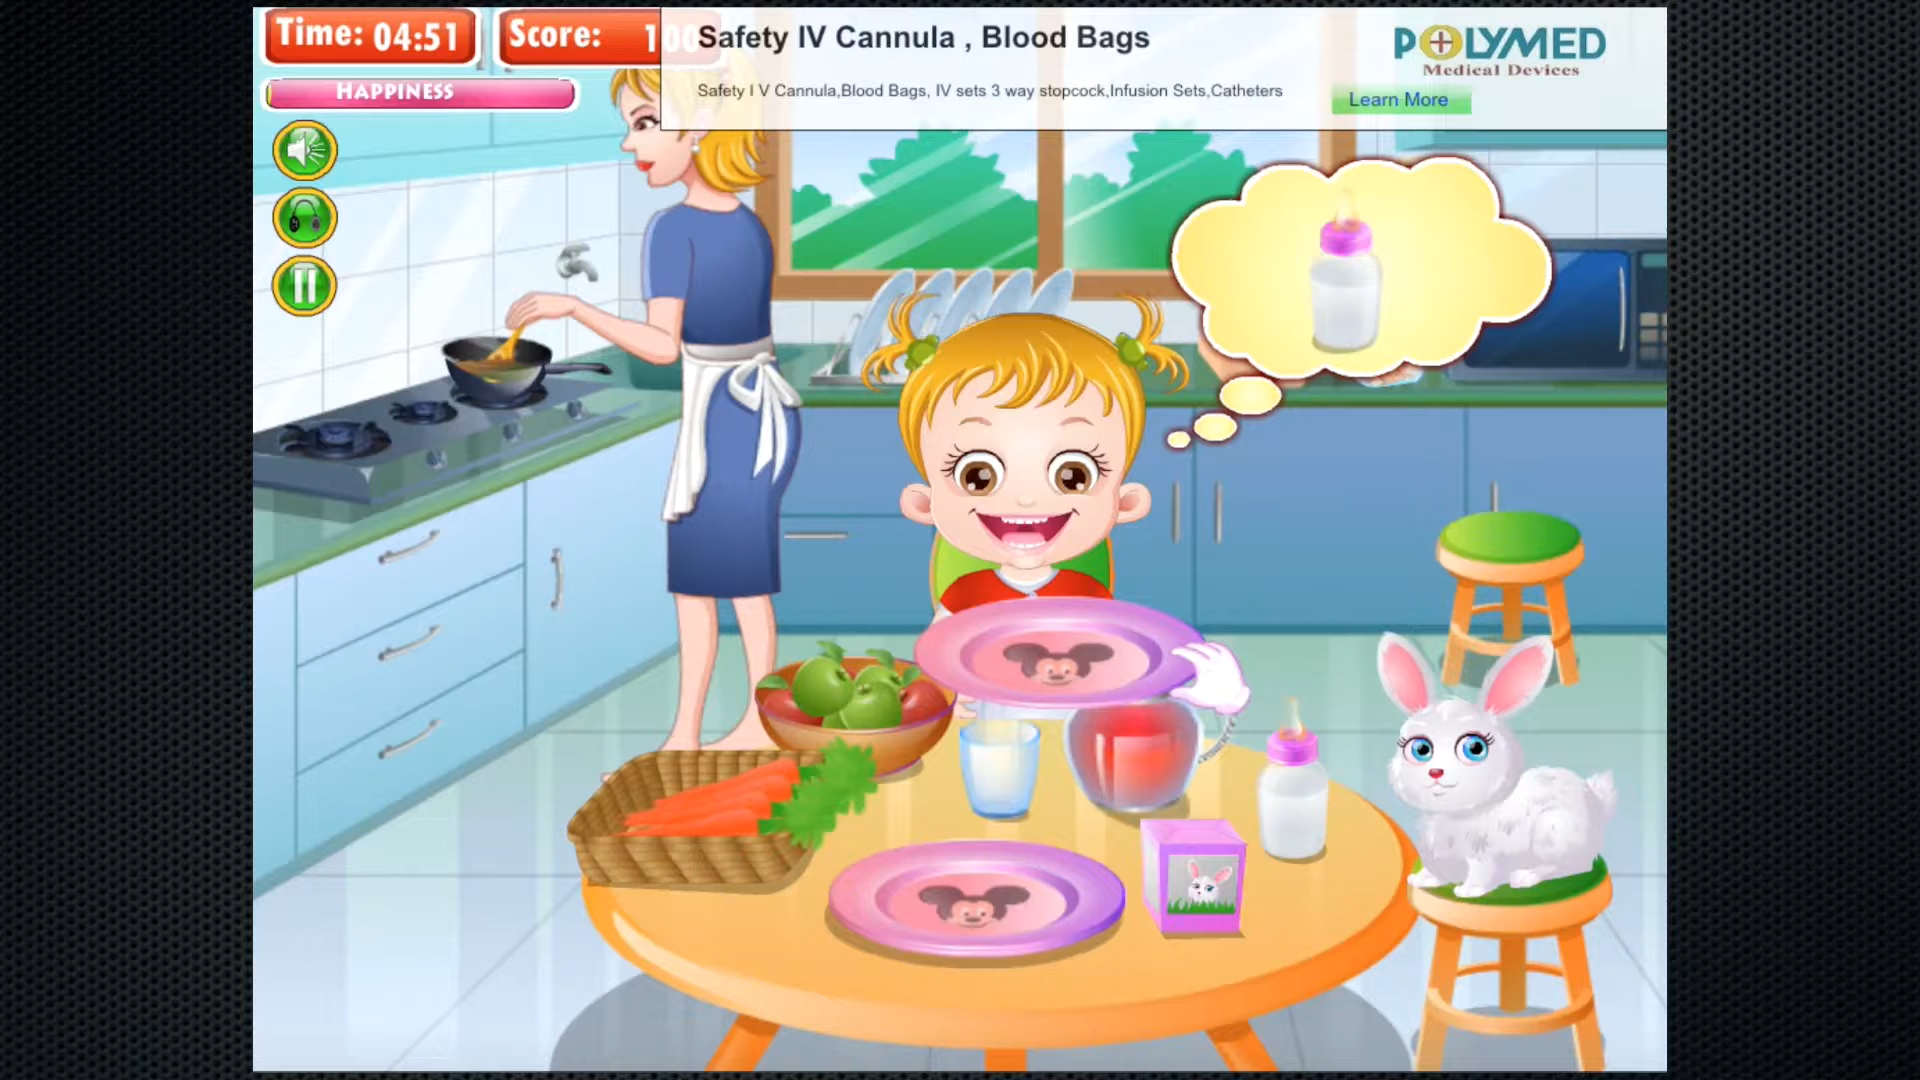 Time: 04:51
Score: 100
HAPPINESS
Safety IV Cannula , Blood Bags
Safety I V Cannula,Blood Bags, IV sets 3 way stopcock,Infusion Sets,Catheters
POLYMED
Medical Devices
Learn More